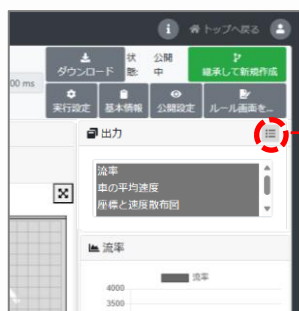 トップへ戻る
ダウンロード
状態:
公開中
継承して新規作成
00 ms
実行設定
基本情報
公開設定
ルール画面を...
出力
流率
車の平均速度
座標と速度散布図
流率
流率
4000
3500